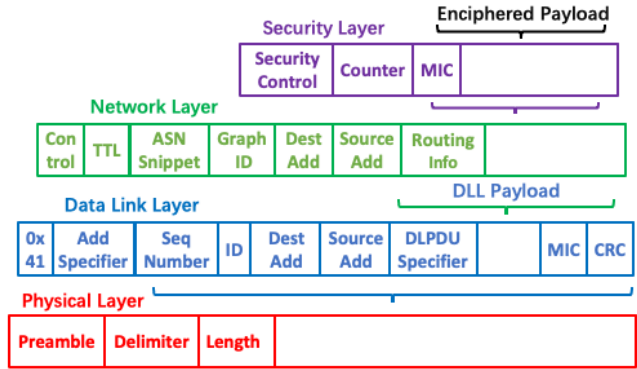 Enciphered Payload
Security Layer
Security Control
Counter
MIC
Network Layer
Con trol
TTL
ASN Snippet
Graph ID
Dest Add
Source Add
Routing Info
DLL Payload
Data Link Layer
0x 41
Add Specifier
Seq Number
ID
Dest Add
Source Add
DLPDU Specifier
MIC
CRC
Physical Layer
Preamble
Delimiter
Length